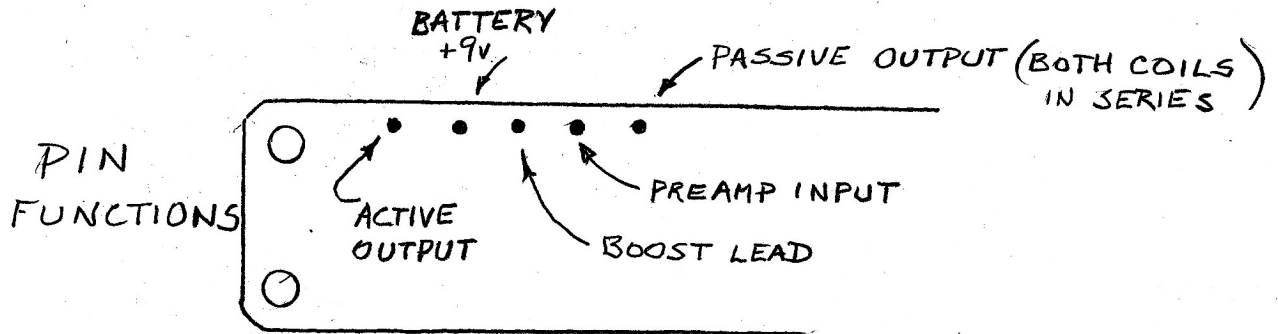 BATTERY
+9V
PASSIVE OUTPUT (BOTH COILS
IN SERIES)
PIN
FUNCTIONS
ACTIVE
OUTPUT
PREAMP INPUT
BOOST LEAD